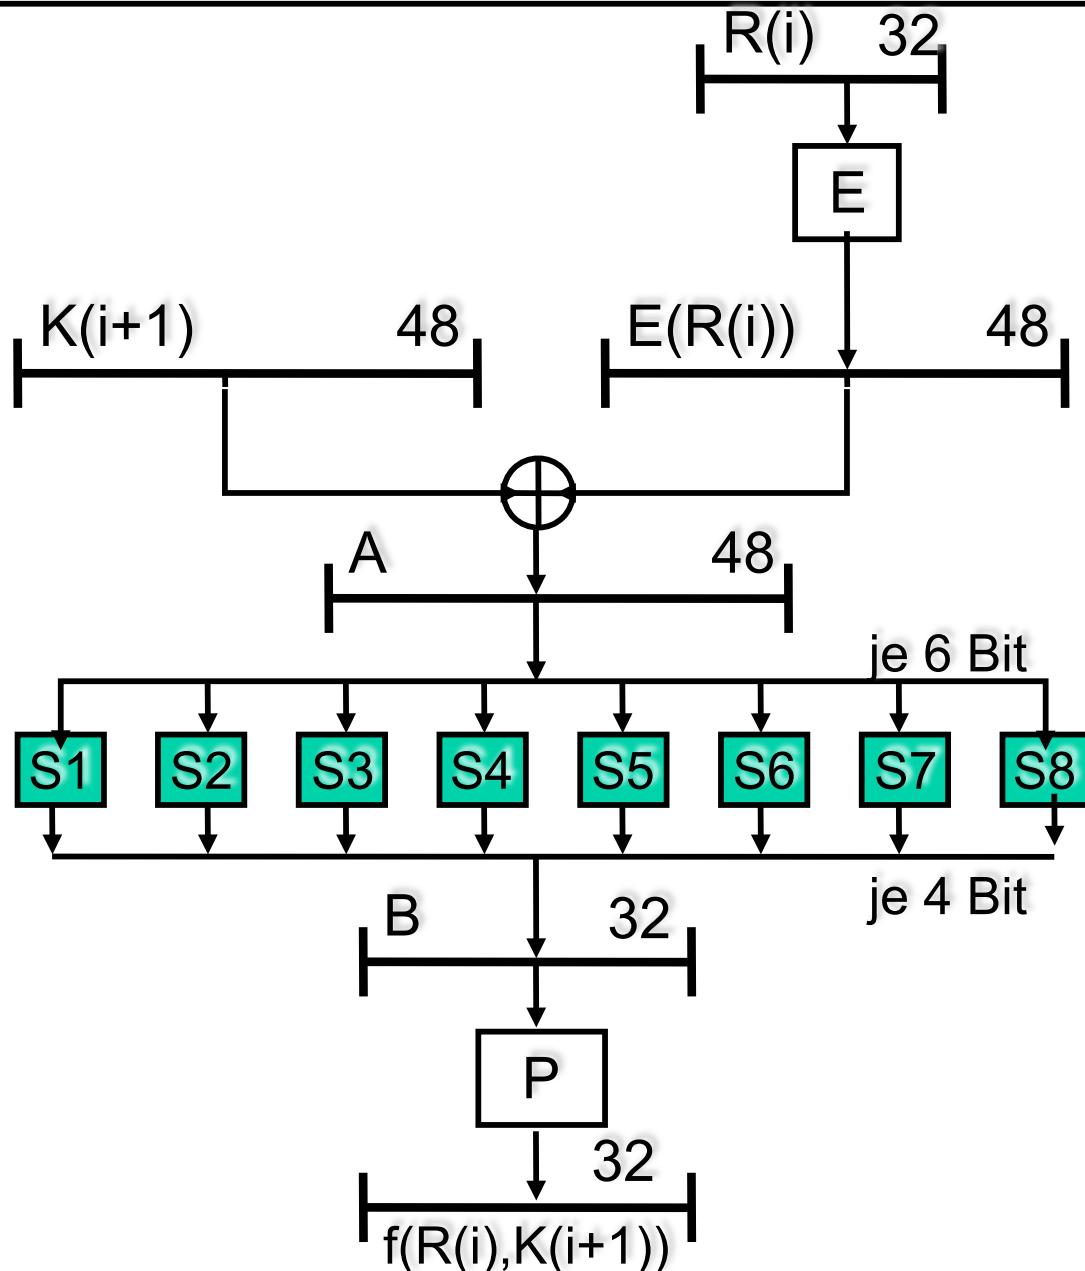 R(i) 32
E
K(i+1) 48 E(R(i)) 48
A 48
je 6 Bit
S1 S2 S3 S4 S5 S6 S7 S8
je 4 Bit
B 32
P
32
f(R(i),K(i+1))